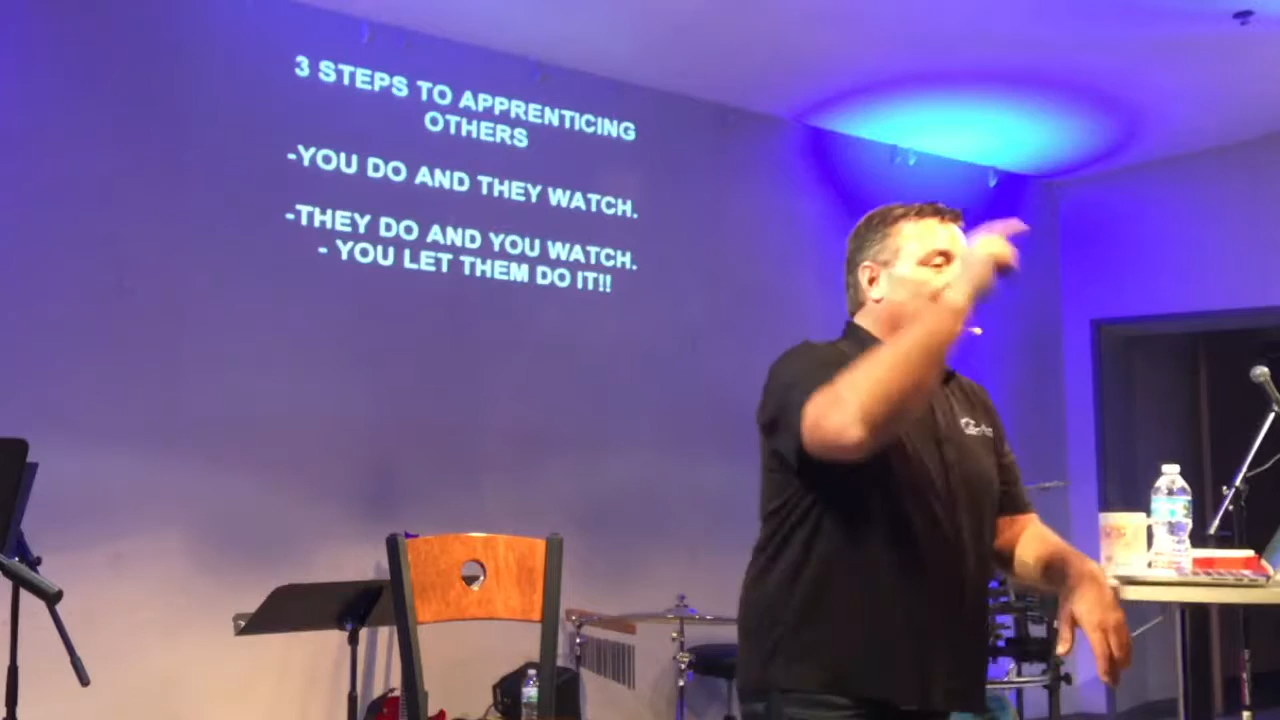 3 STEPS TO APPRENTICING
OTHERS
-YOU DO AND THEY WATCH.
-THEY DO AND YOU WATCH.
- YOU LET THEM DO IT!!